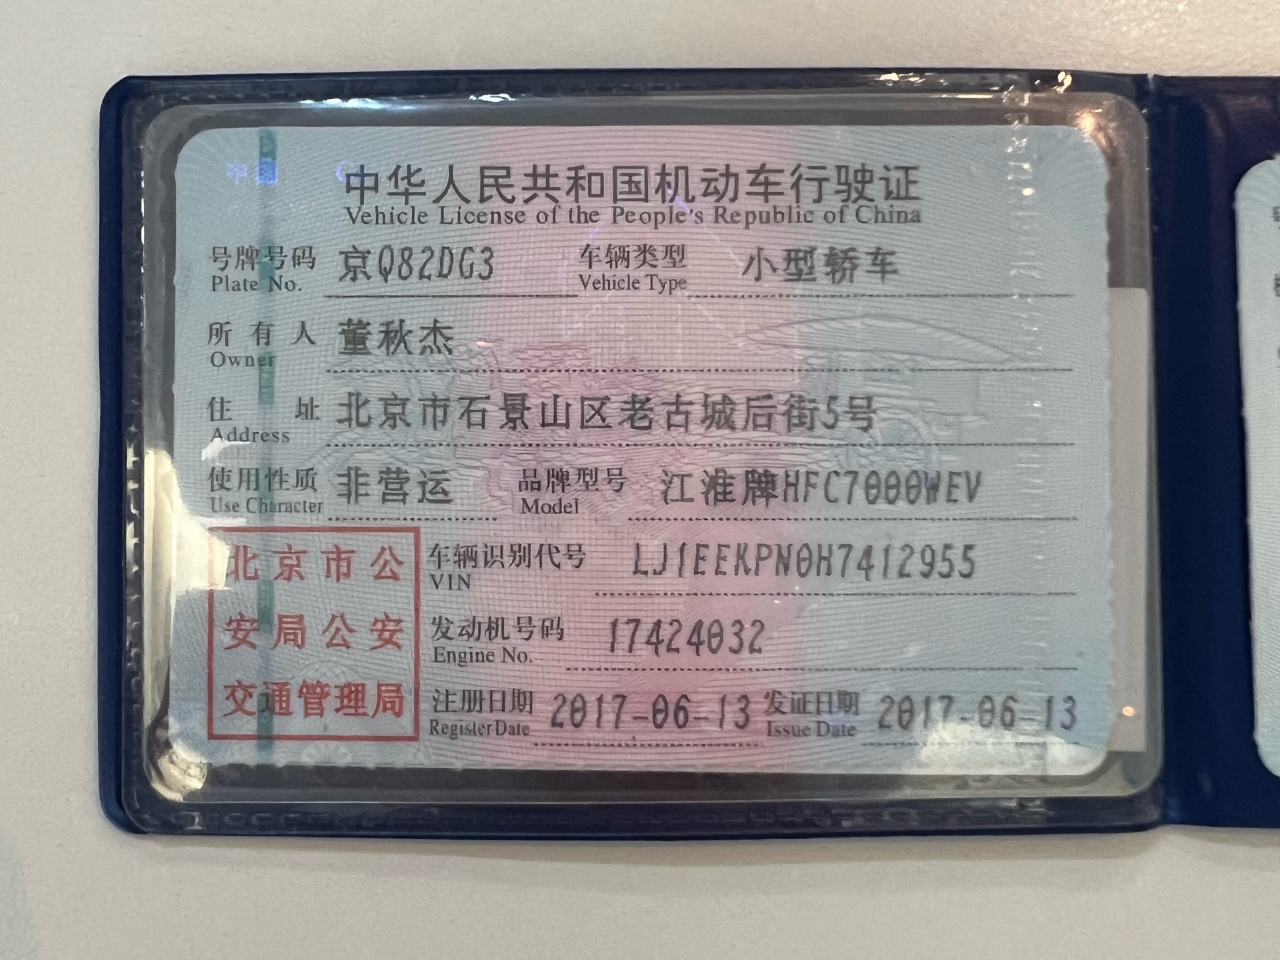 中国
中华人民共和国机动车行驶证
Vehicle License of the People's Republic of China
号牌号码 京Q82DG3 车辆类型 小型轿车
Plate No. Vehicle Type
所有人 董秋杰
Owner
住址 北京市石景山区老古城后街5号
Address
使用性质 非营运 品牌型号 江淮牌HFC7000WEV
Use Character Model
北京市公
安局公安
交通管理局
车辆识别代号 LJ1EEKPN0H7412955
VIN
发动机号码 17424032
Engine No.
注册日期 2017-06-13 发证日期 2017-06-13
Register Date Issue Date